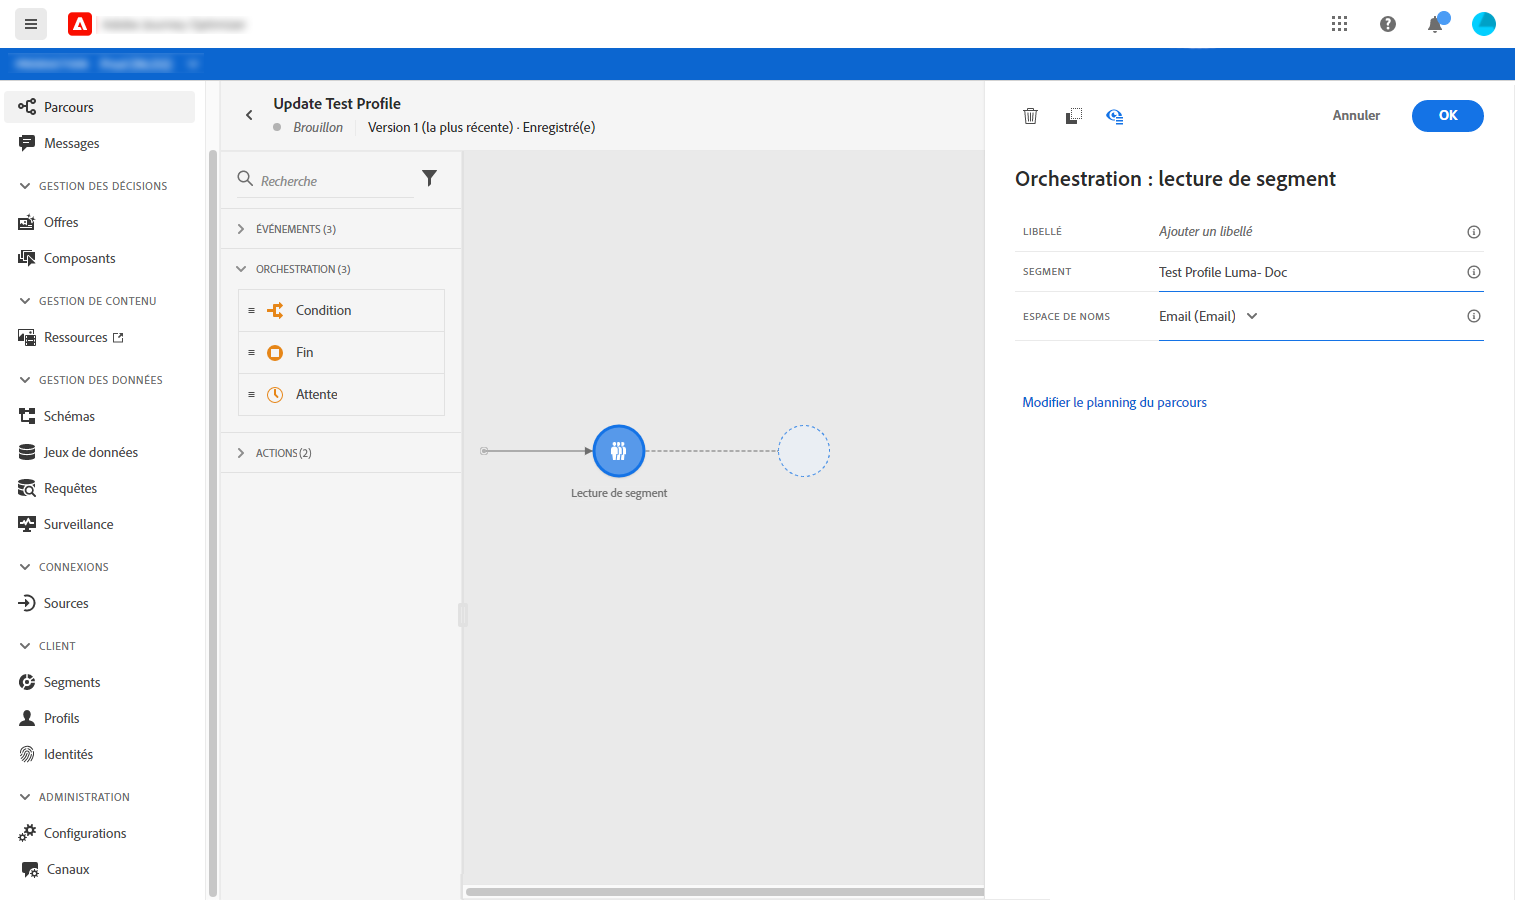 Update Test Profile
Brouillon
Version 1 (la plus récente) · Enregistré(e)
Parcours
Messages
GESTION DES DÉCISIONS
Offres
Composants
GESTION DE CONTENU
Ressources
GESTION DES DONNÉES
Schémas
Jeux de données
Requêtes
Surveillance
CONNEXIONS
Sources
CLIENT
Segments
Profils
Identités
ADMINISTRATION
Configurations
Canaux
Recherche
ÉVÉNEMENTS (3)
ORCHESTRATION (3)
Condition
Fin
Attente
ACTIONS (2)
Lecture de segment
Annuler
OK
Orchestration : lecture de segment
LIBELLÉ Ajouter un libellé
SEGMENT Test Profile Luma- Doc
ESPACE DE NOMS Email (Email)
Modifier le planning du parcours